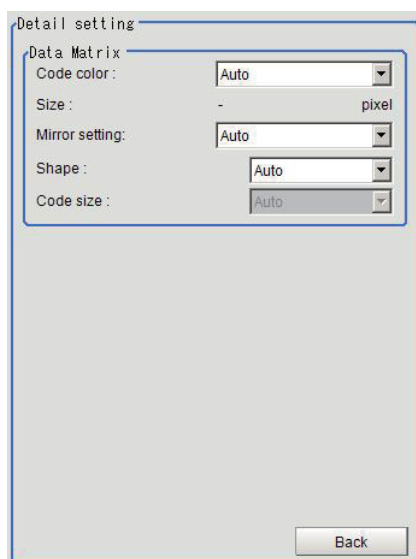 Detail setting
Data Matrix
Code color : Auto
Size : - pixel
Mirror setting: Auto
Shape : Auto
Code size : Auto
Back